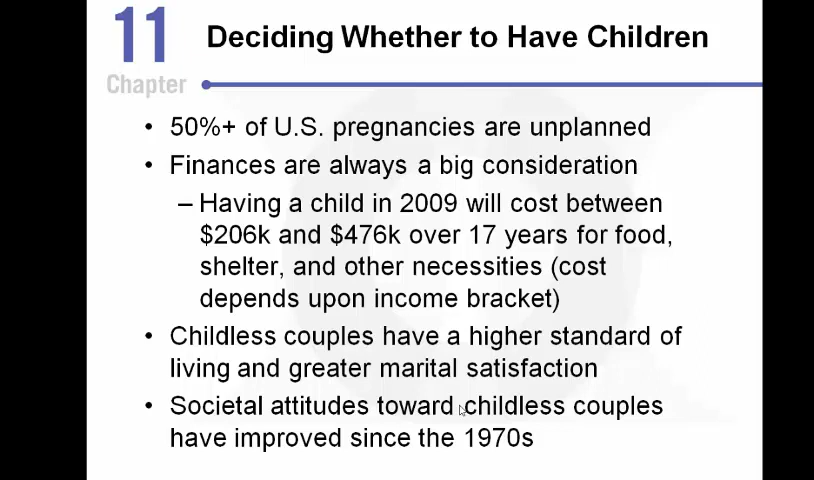 11
Chapter
Deciding Whether to Have Children
• 50%+ of U.S. pregnancies are unplanned
• Finances are always a big consideration
– Having a child in 2009 will cost between
$206k and $476k over 17 years for food,
shelter, and other necessities (cost
depends upon income bracket)
• Childless couples have a higher standard of
living and greater marital satisfaction
• Societal attitudes toward childless couples
have improved since the 1970s